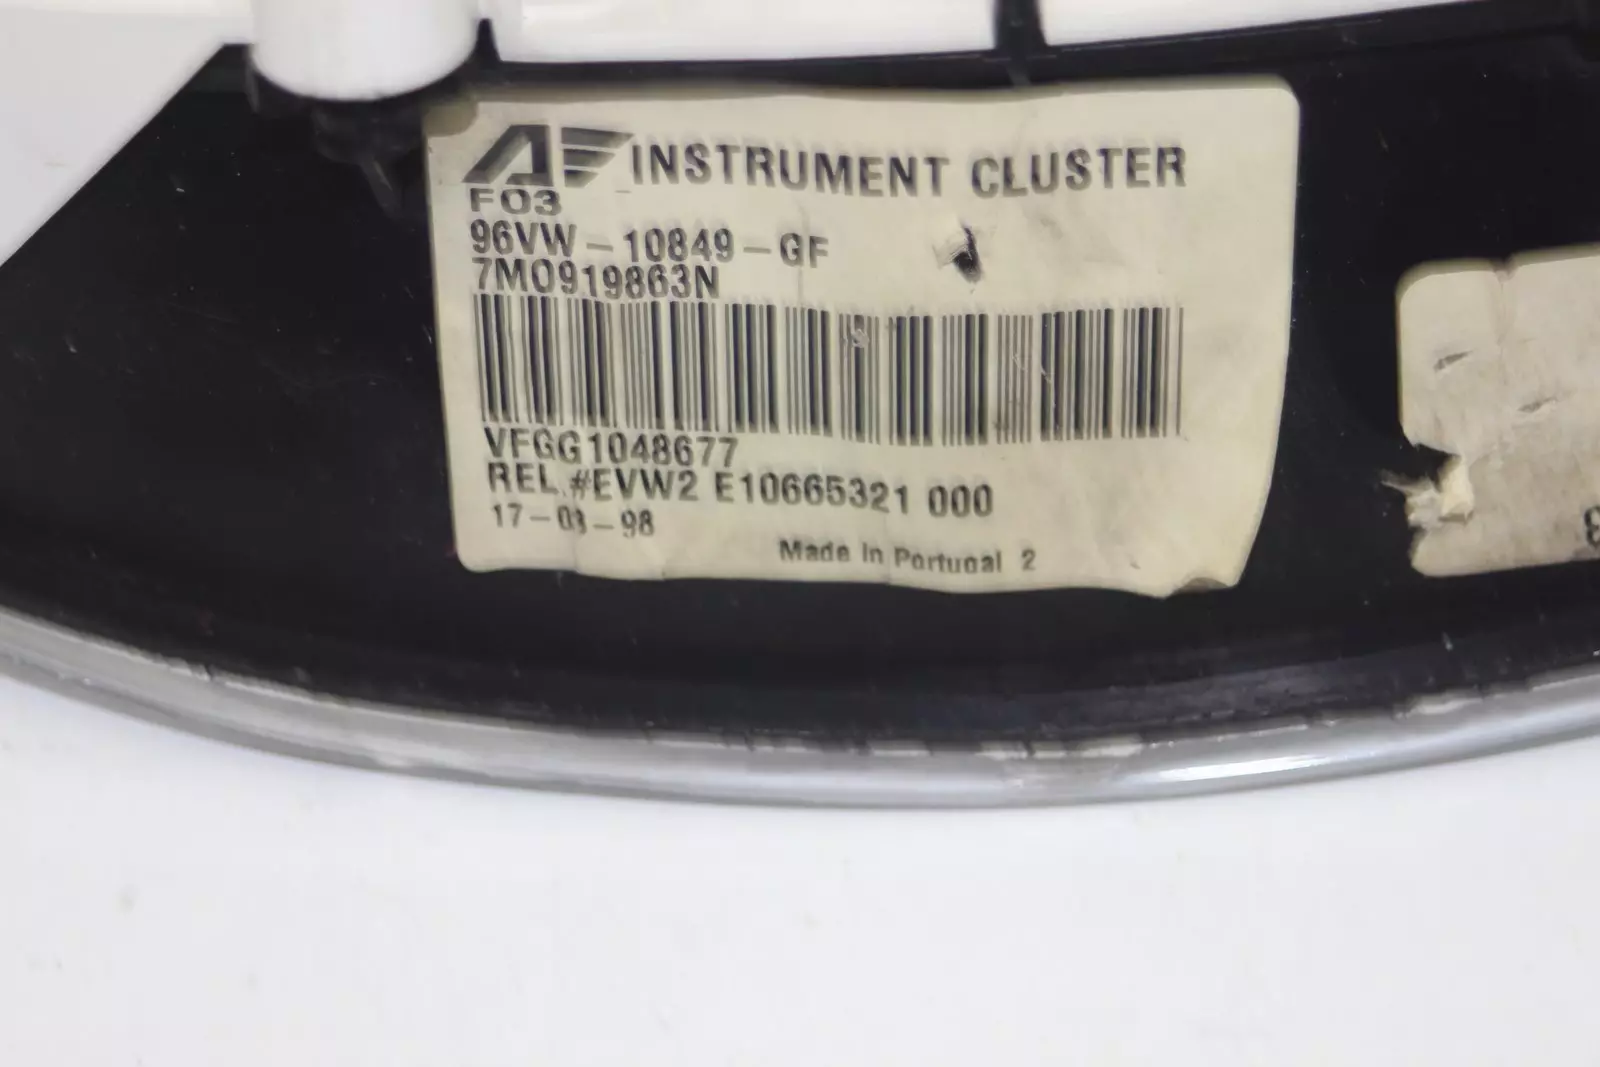 AF INSTRUMENT CLUSTER
F03
96VW-10849-GF
7M0919863N
VFGG1048677
REL.#EVW2 E10665321 000
Made in Portugal 2